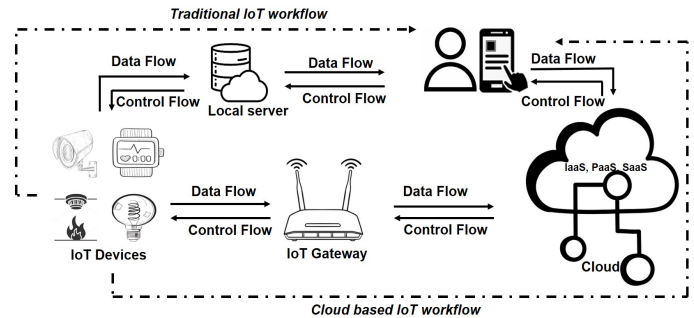 Traditional IoT workflow
Data Flow
Control Flow
Local server
Data Flow
Control Flow
Data Flow
Control Flow
IaaS, PaaS, SaaS
Data Flow
Control Flow
Data Flow
Control Flow
IoT Devices
IoT Gateway
Cloud
Cloud based IoT workflow